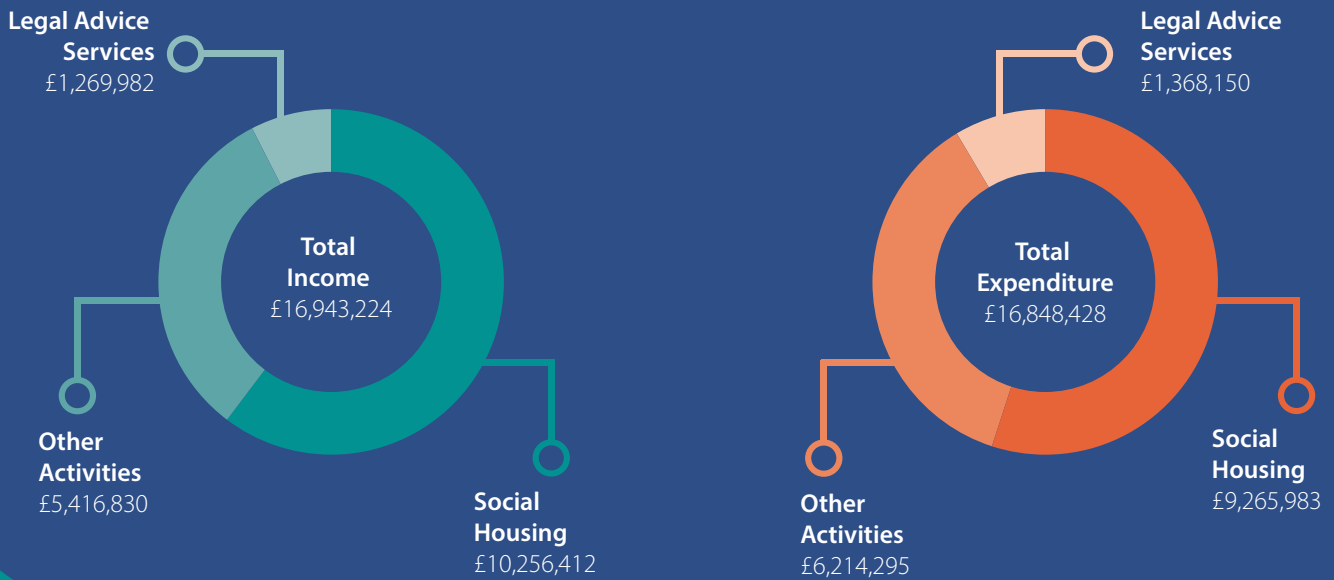 Legal Advice
Services
£1,269,982
Total
Income
£16,943,224
Other
Activities
£5,416,830
Social
Housing
£10,256,412
Legal Advice
Services
£1,368,150
Total
Expenditure
£16,848,428
Other
Activities
£6,214,295
Social
Housing
£9,265,983